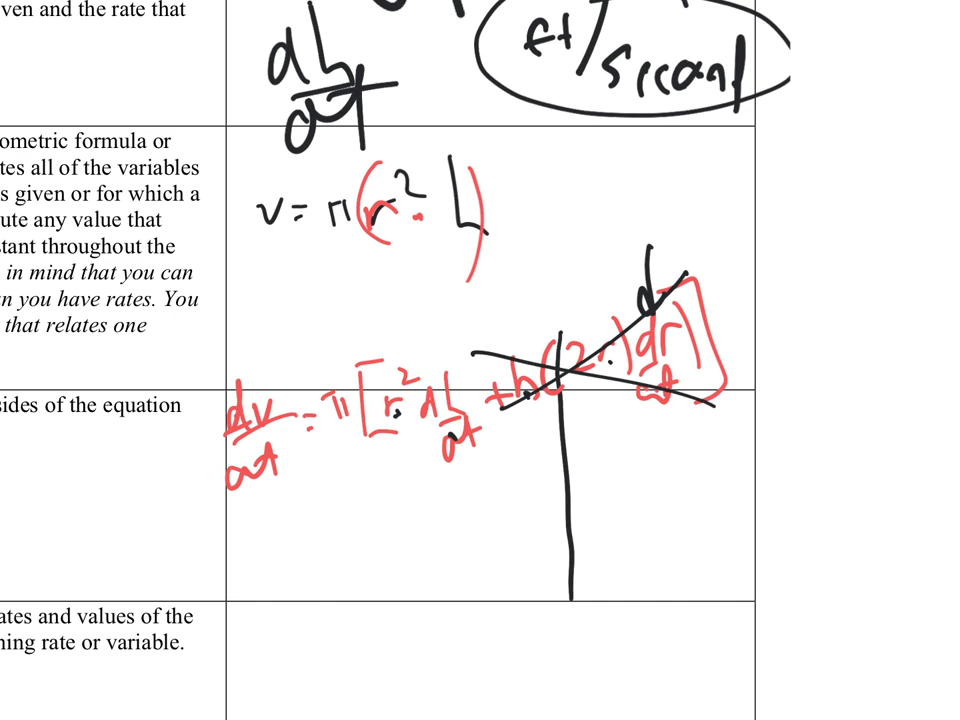 ven and the rate that
dh/dt
ft/second
ometric formula or
tes all of the variables
s given or for which a
ute any value that
stant throughout the
in mind that you can
n you have rates. You
that relates one
v = π(r² · h)
sides of the equation
dv/dt = π[r² dh/dt + h(2r) dr/dt]
ates and values of the
ning rate or variable.